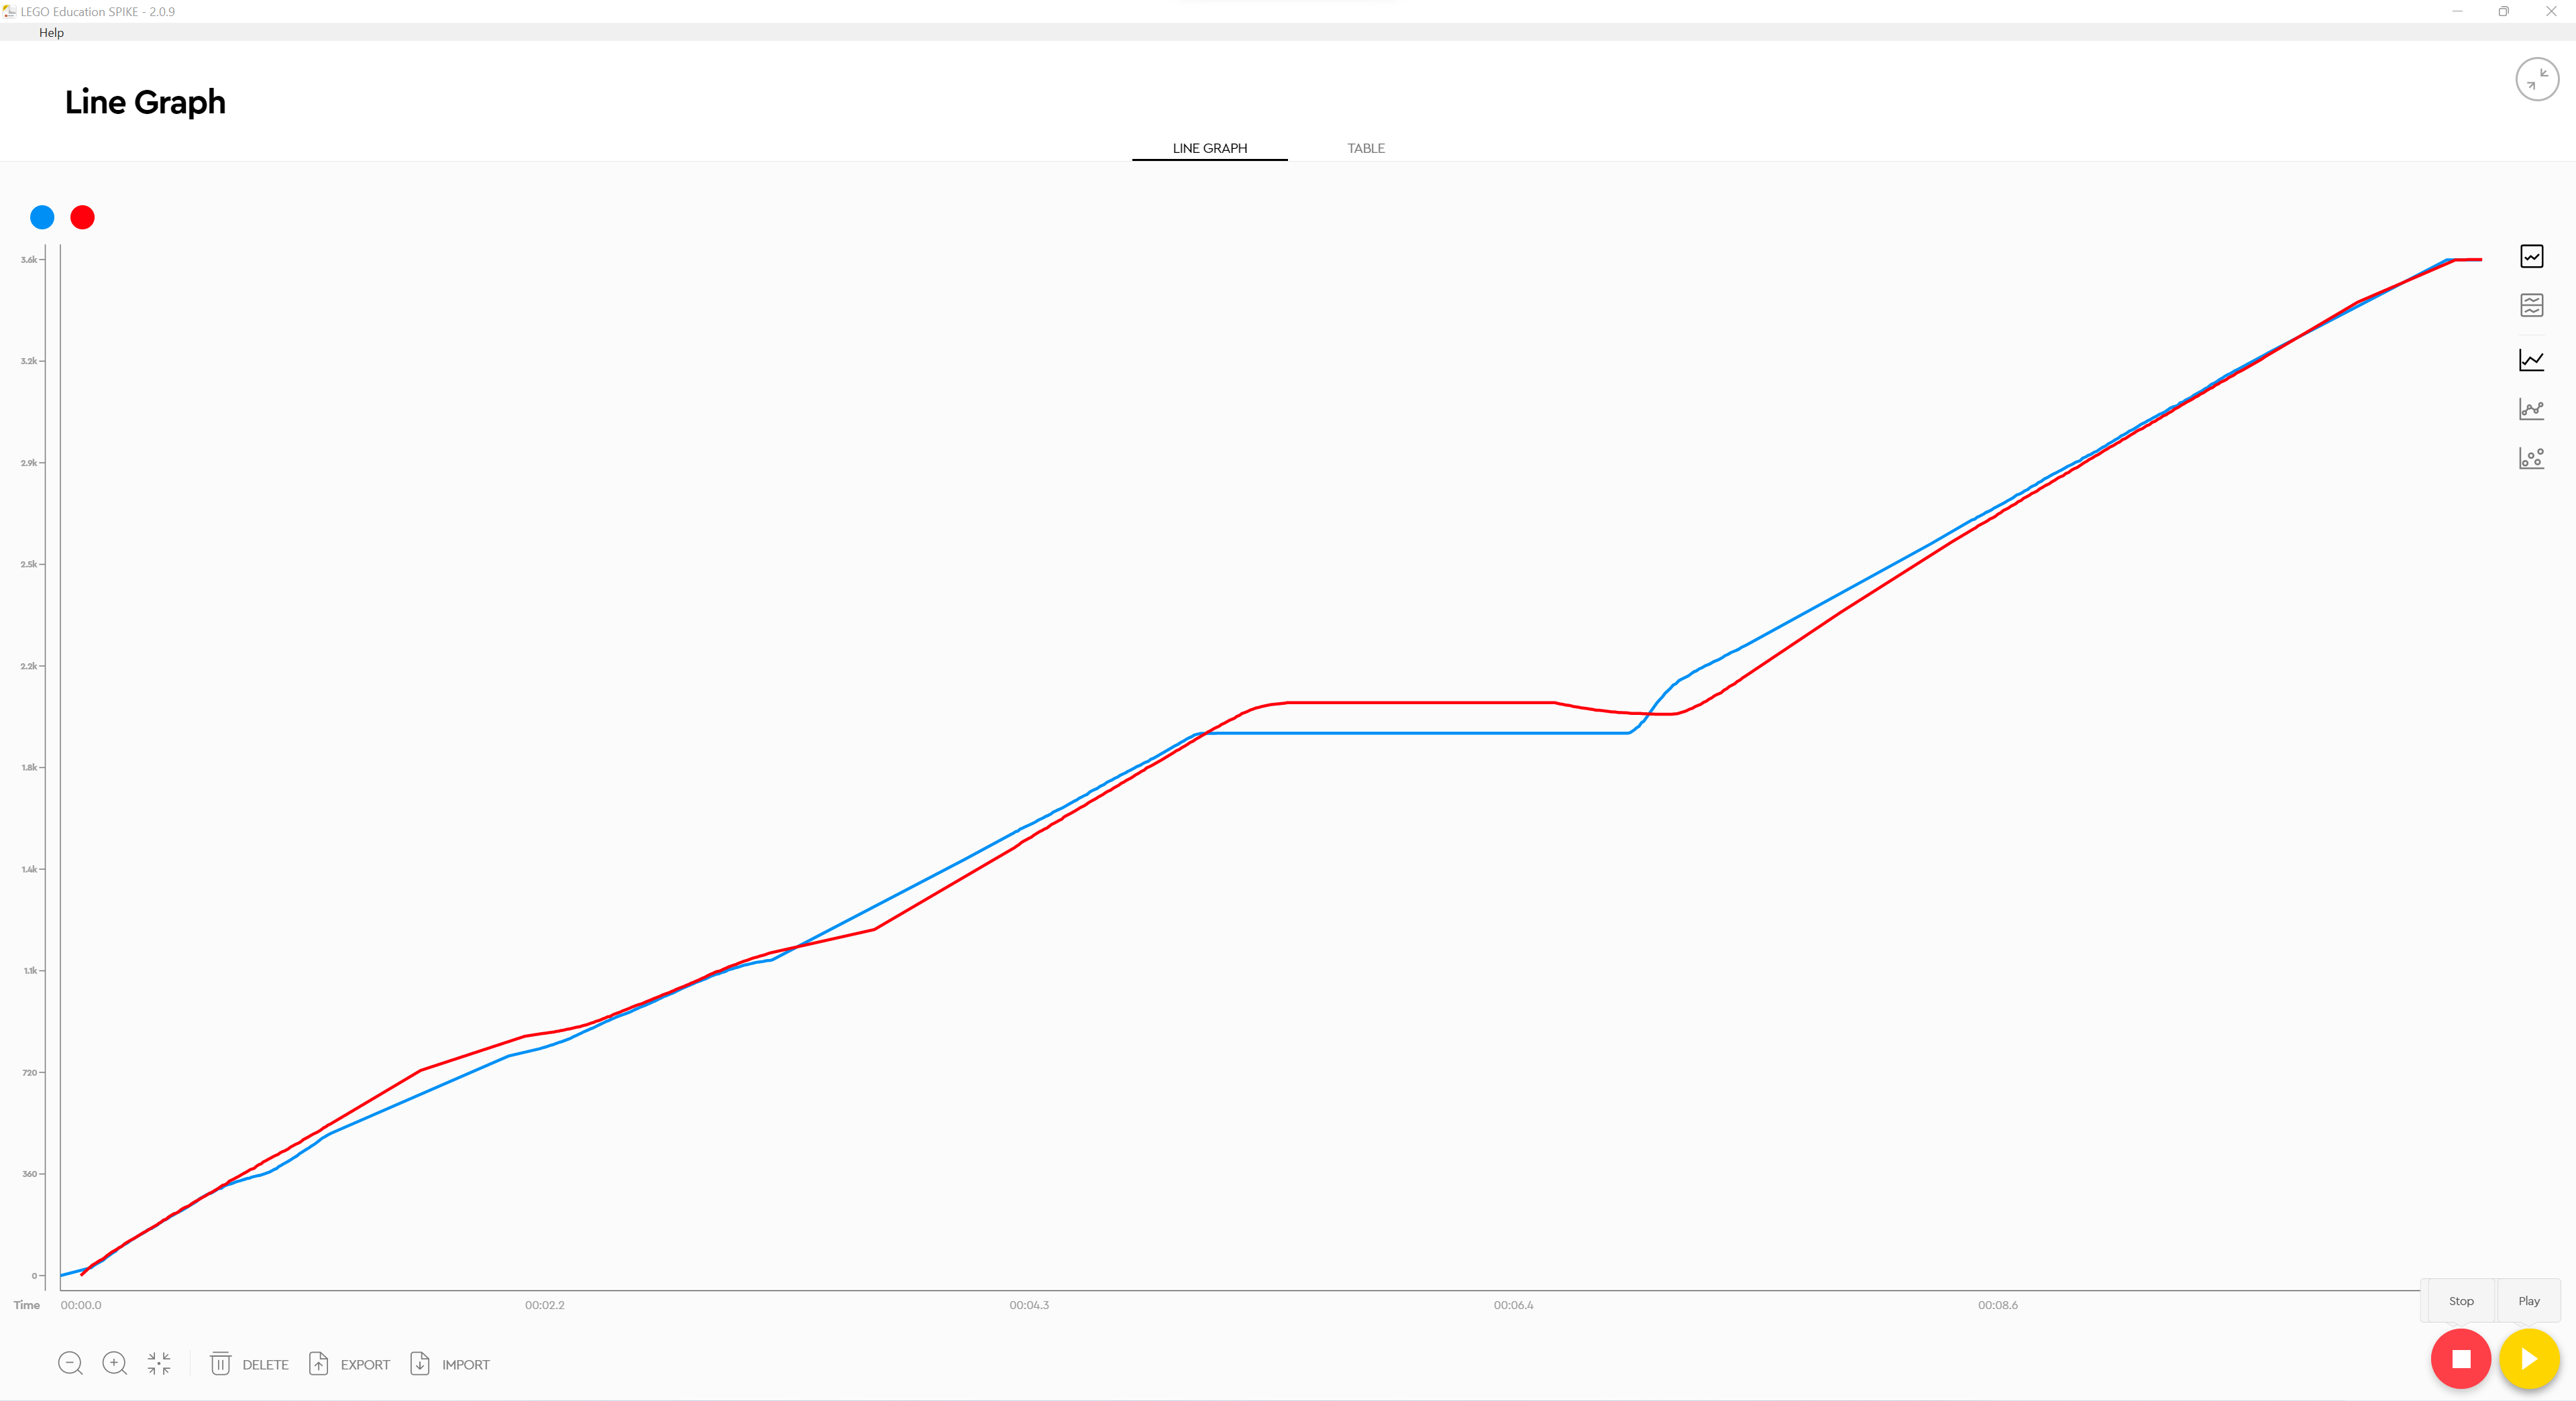 LEGO Education SPIKE - 2.0.9
Help
Line Graph
LINE GRAPH TABLE
3.6k
3.2k
2.9k
2.5k
2.2k
1.8k
1.4k
1.1k
720
360
0
Time 00:00.0 00:02.2 00:04.3 00:06.4 00:08.6
Stop Play
DELETE EXPORT IMPORT